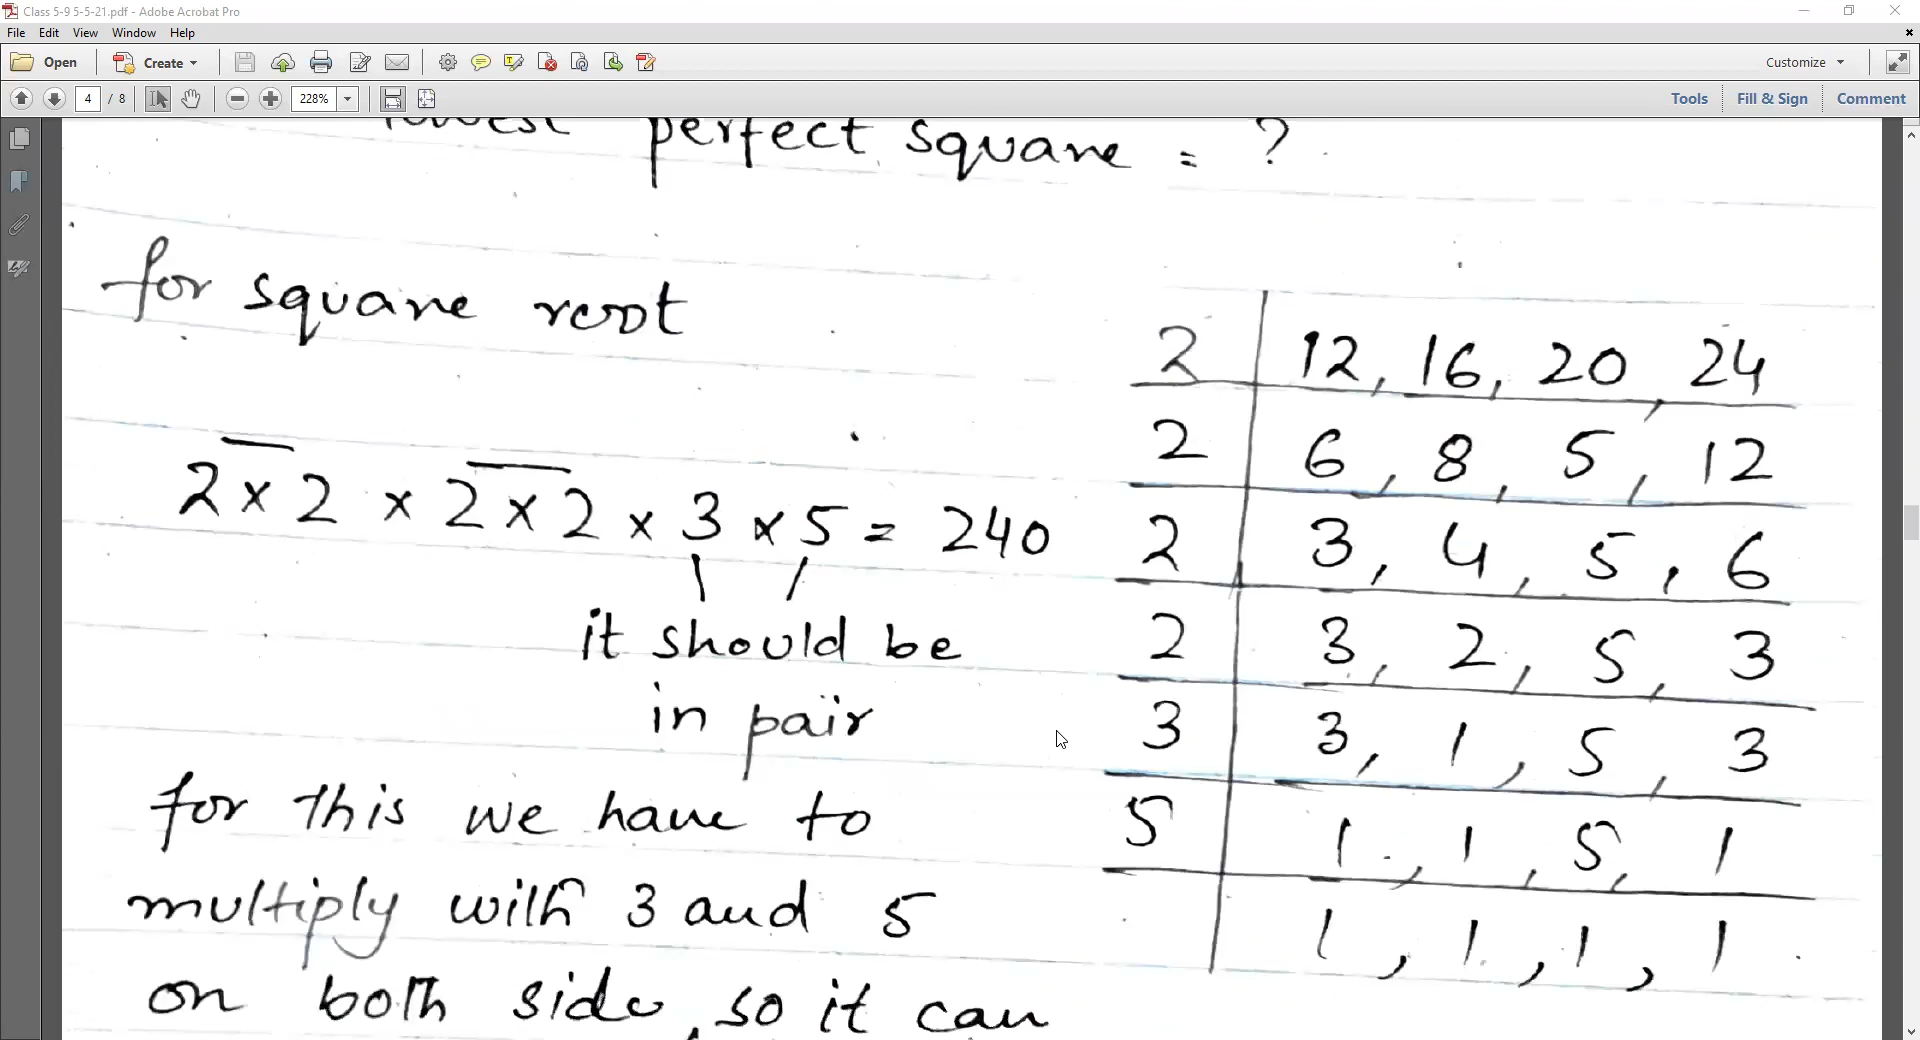 Class 5-9 5-5-21.pdf - Adobe Acrobat Pro
File Edit View Window Help
Open Create Customize
4 / 8 228% Tools Fill & Sign Comment
lowest perfect square = ?
for square root
2 × 2 × 2 × 2 × 3 × 5 = 240
it should be
in pair
for this we have to
multiply with 3 and 5
on both side, so it can
2 12, 16, 20, 24
2 6, 8, 5, 12
2 3, 4, 5, 6
2 3, 2, 5, 3
3 3, 1, 5, 3
5 1, 1, 5, 1
1, 1, 1, 1